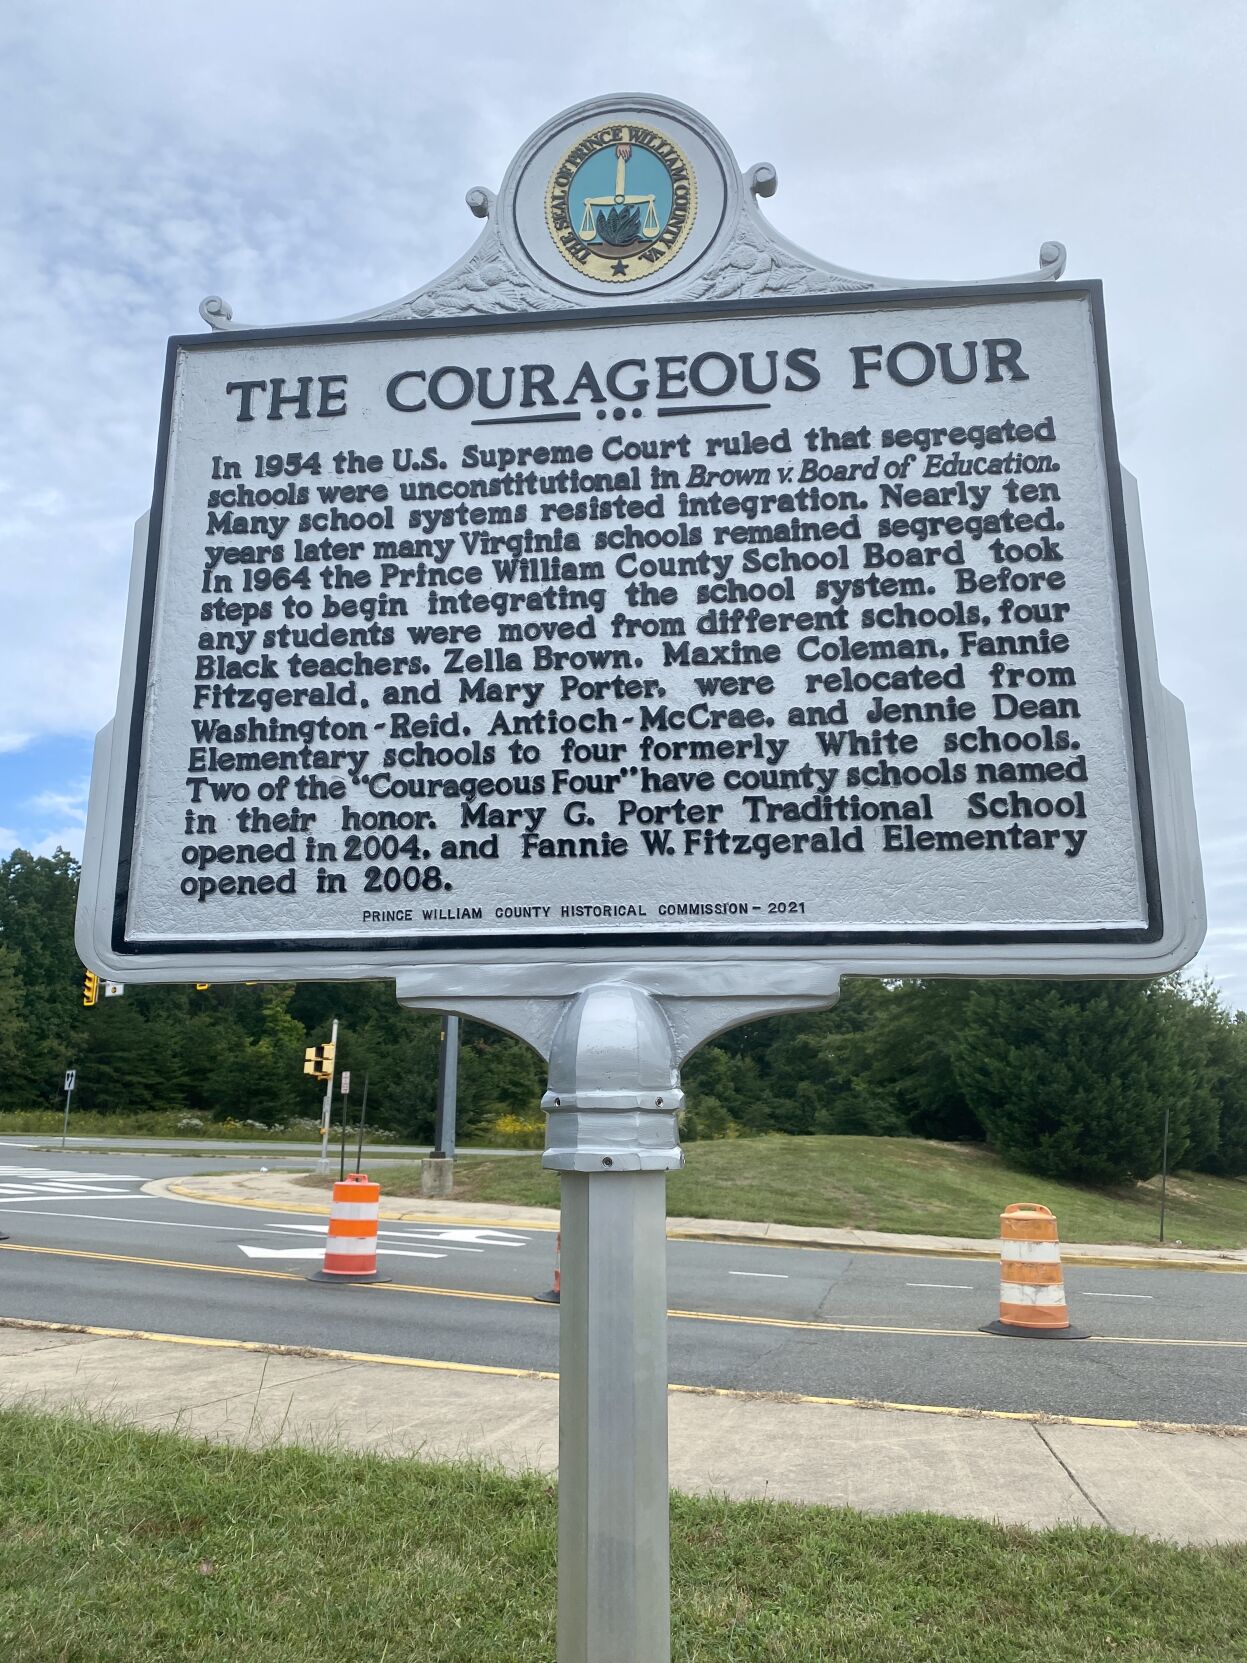 THE SEAL OF PRINCE WILLIAM COUNTY VA.
THE COURAGEOUS FOUR
In 1954 the U.S. Supreme Court ruled that segregated
schools were unconstitutional in Brown v. Board of Education.
Many school systems resisted integration. Nearly ten
years later many Virginia schools remained segregated.
In 1964 the Prince William County School Board took
steps to begin integrating the school system. Before
any students were moved from different schools, four
Black teachers, Zella Brown, Maxine Coleman, Fannie
Fitzgerald, and Mary Porter, were relocated from
Washington-Reid, Antioch-McCrae, and Jennie Dean
Elementary schools to four formerly White schools.
Two of the "Courageous Four" have county schools named
in their honor. Mary G. Porter Traditional School
opened in 2004, and Fannie W. Fitzgerald Elementary
opened in 2008.
PRINCE WILLIAM COUNTY HISTORICAL COMMISSION - 2021